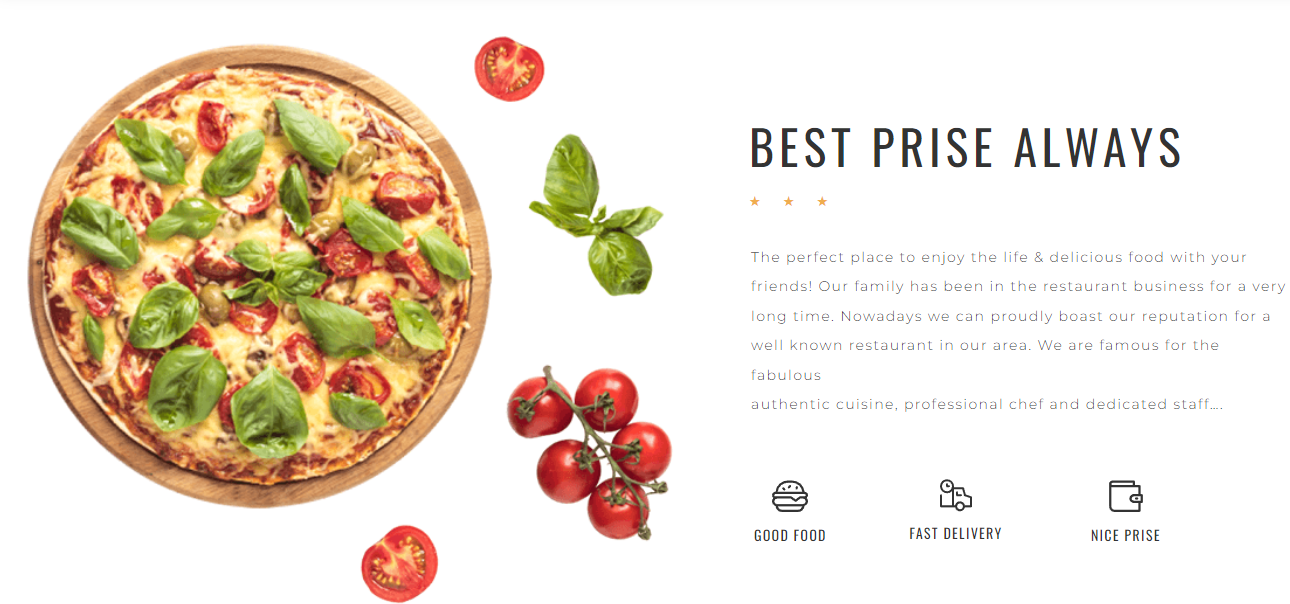 BEST PRISE ALWAYS
The perfect place to enjoy the life & delicious food with your
friends! Our family has been in the restaurant business for a very
long time. Nowadays we can proudly boast our reputation for a
well known restaurant in our area. We are famous for the
fabulous
authentic cuisine, professional chef and dedicated staff....
GOOD FOOD
FAST DELIVERY
NICE PRISE